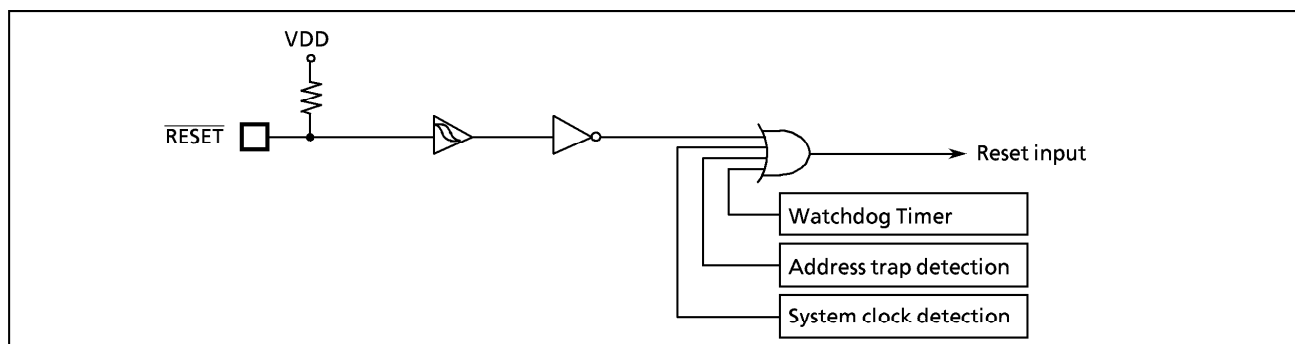 VDD
RESET
Reset input
Watchdog Timer
Address trap detection
System clock detection